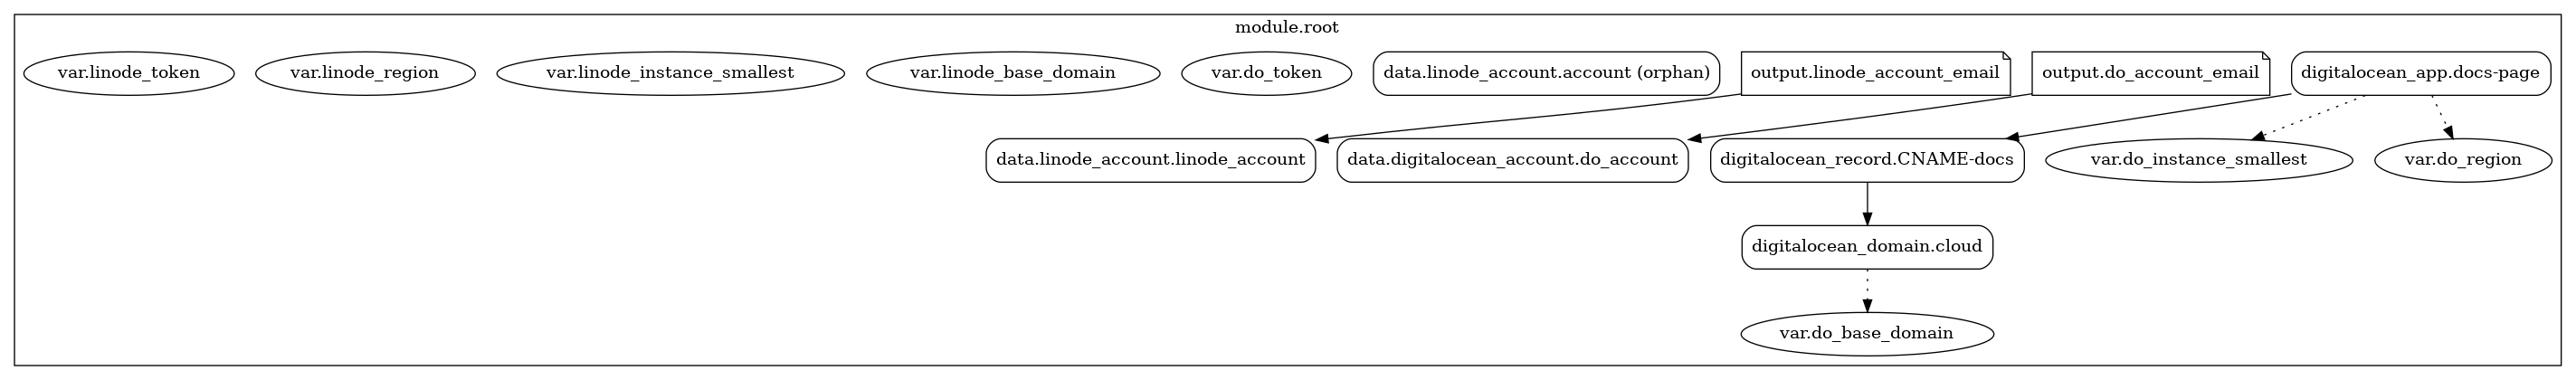 module.root
var.linode_token
var.linode_region
var.linode_instance_smallest
var.linode_base_domain
var.do_token
data.linode_account.account (orphan)
output.linode_account_email
output.do_account_email
digitalocean_app.docs-page
data.linode_account.linode_account
data.digitalocean_account.do_account
digitalocean_record.CNAME-docs
var.do_instance_smallest
var.do_region
digitalocean_domain.cloud
var.do_base_domain